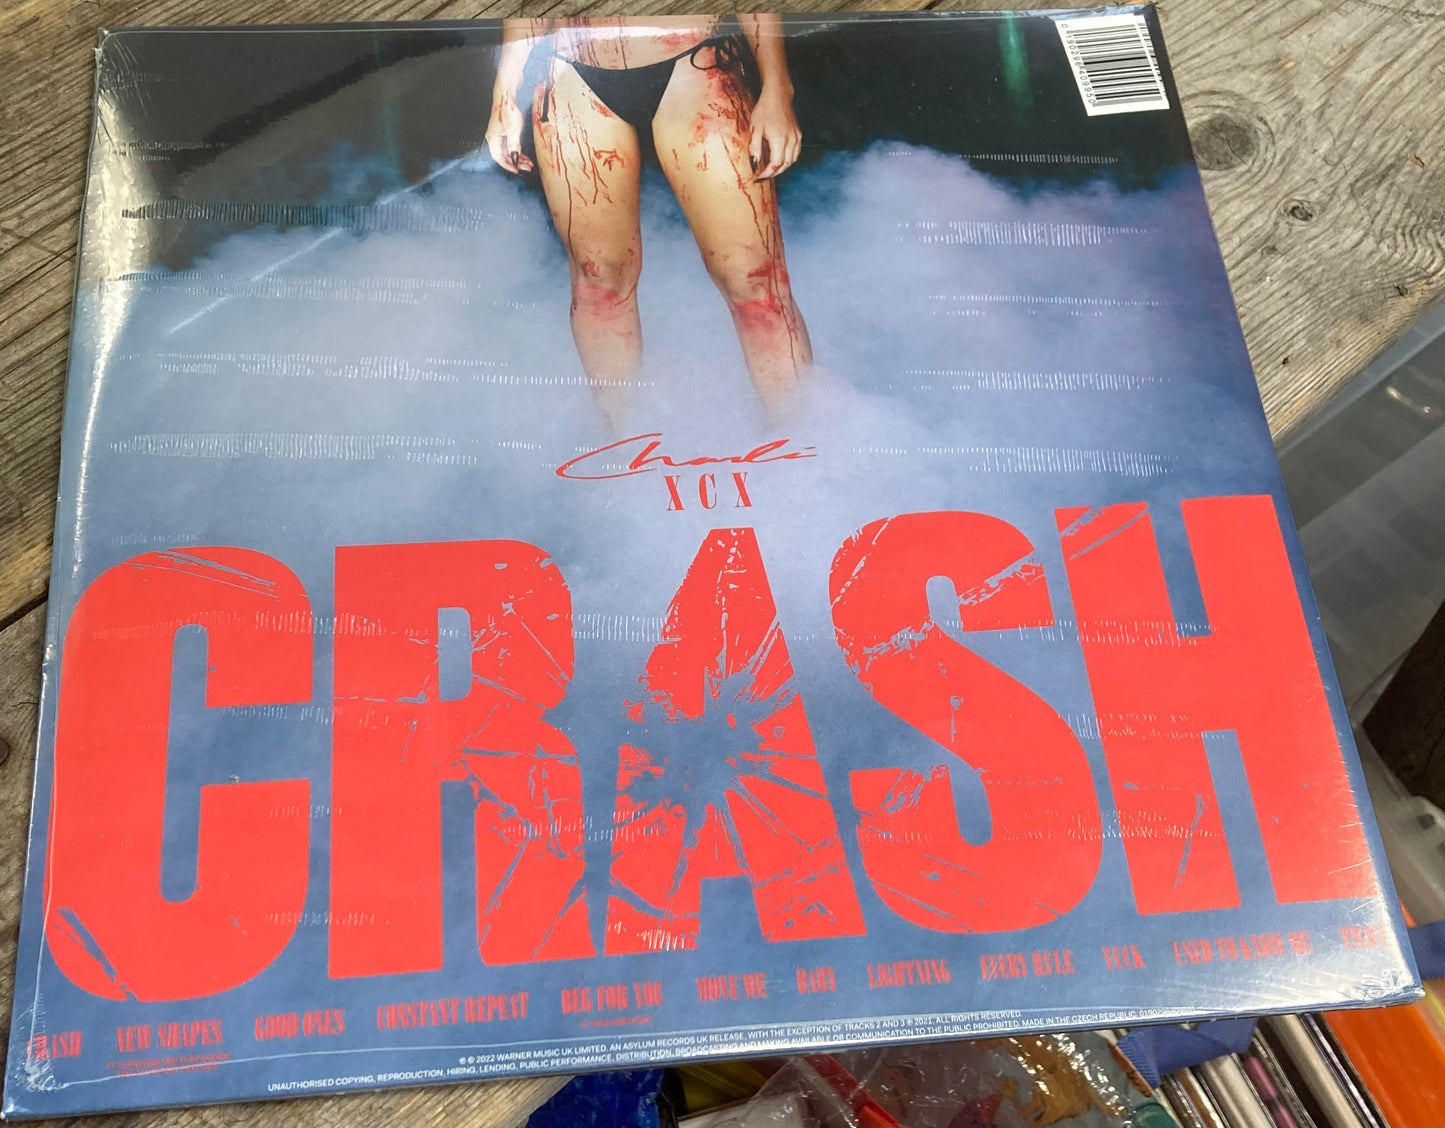 0190296409950
Charli
XCX
CRASH
CRASH NEW SHAPES GOOD ONES CONSTANT REPEAT BEG FOR YOU MOVE ME BABY LIGHTNING EVERY RULE YUCK USED TO KNOW ME TWICE
℗ © 2022 WARNER MUSIC UK LIMITED. AN ASYLUM RECORDS UK RELEASE, WITH THE EXCEPTION OF TRACKS 2 AND 3 ℗ 2021. ALL RIGHTS RESERVED.
UNAUTHORISED COPYING, REPRODUCTION, HIRING, LENDING, PUBLIC PERFORMANCE, DISTRIBUTION, BROADCASTING AND MAKING AVAILABLE OR COMMUNICATION TO THE PUBLIC PROHIBITED. MADE IN THE CZECH REPUBLIC.